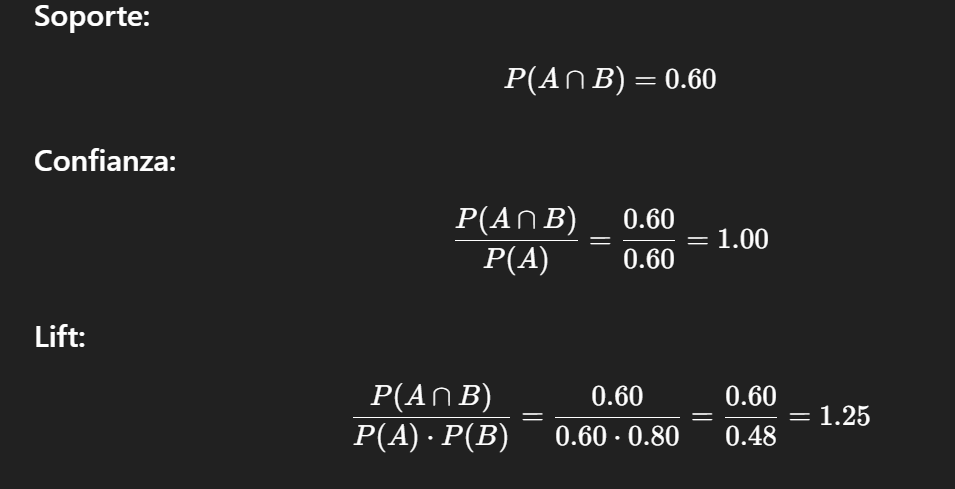 Soporte:
P(A ∩ B) = 0.60
Confianza:
P(A ∩ B) / P(A) = 0.60 / 0.60 = 1.00
Lift:
P(A ∩ B) / P(A) · P(B) = 0.60 / 0.60 · 0.80 = 0.60 / 0.48 = 1.25